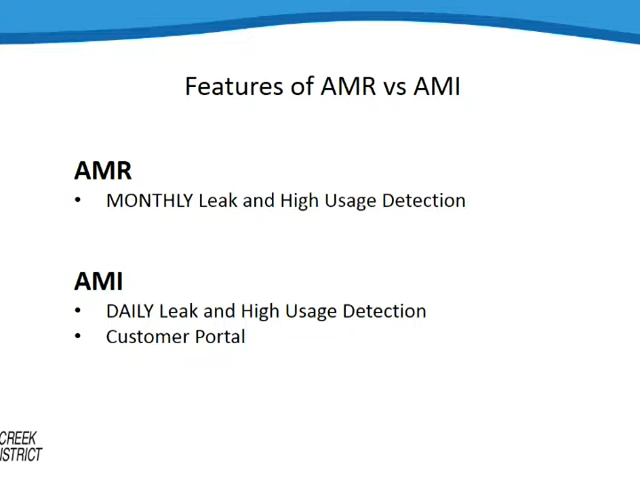 Features of AMR vs AMI
AMR
• MONTHLY Leak and High Usage Detection
AMI
• DAILY Leak and High Usage Detection
• Customer Portal
CREEK
ISTRICT